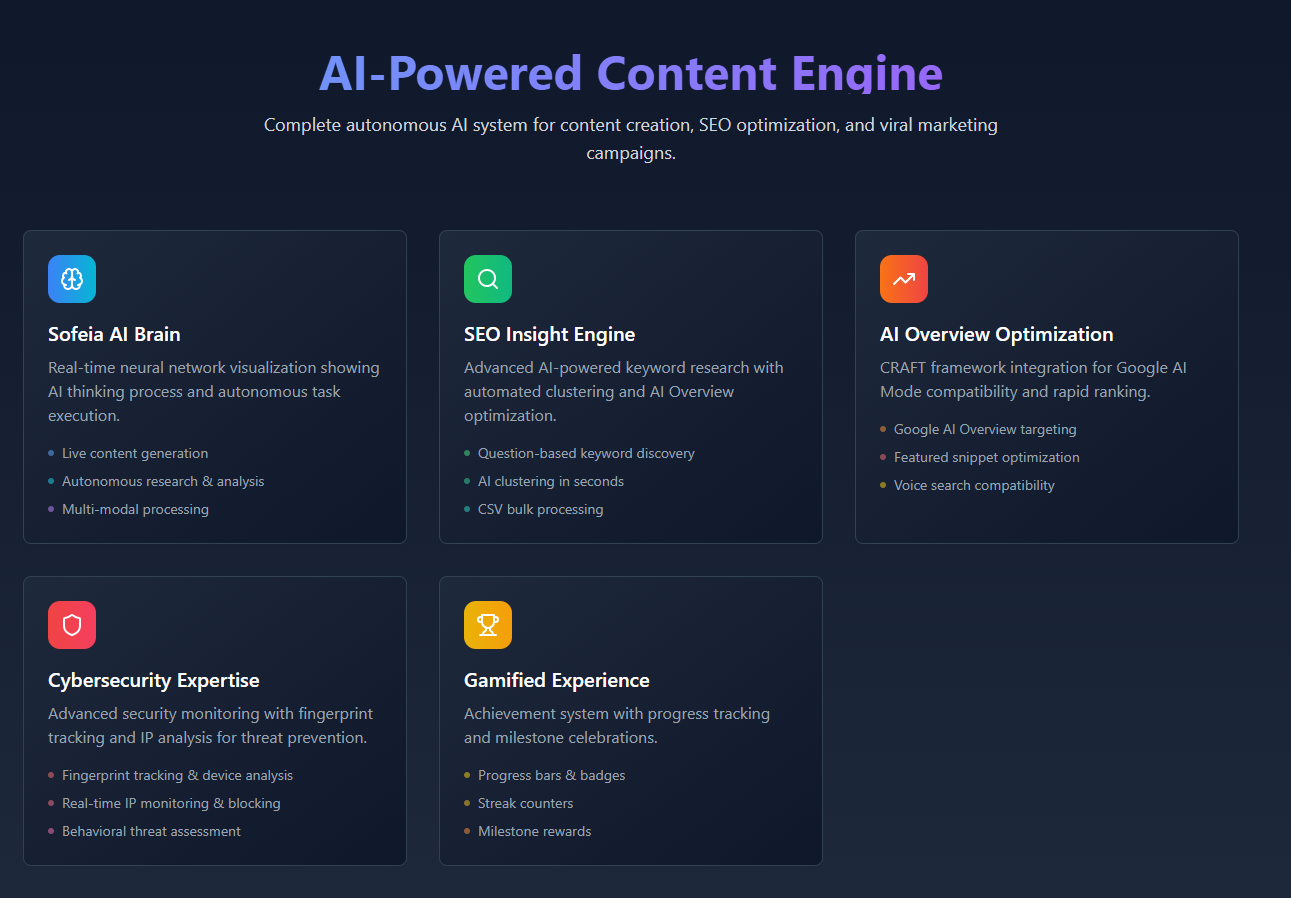 AI-Powered Content Engine
Complete autonomous AI system for content creation, SEO optimization, and viral marketing
campaigns.
Sofeia AI Brain
Real-time neural network visualization showing
AI thinking process and autonomous task
execution.
Live content generation
Autonomous research & analysis
Multi-modal processing
SEO Insight Engine
Advanced AI-powered keyword research with
automated clustering and AI Overview
optimization.
Question-based keyword discovery
AI clustering in seconds
CSV bulk processing
AI Overview Optimization
CRAFT framework integration for Google AI
Mode compatibility and rapid ranking.
Google AI Overview targeting
Featured snippet optimization
Voice search compatibility
Cybersecurity Expertise
Advanced security monitoring with fingerprint
tracking and IP analysis for threat prevention.
Fingerprint tracking & device analysis
Real-time IP monitoring & blocking
Behavioral threat assessment
Gamified Experience
Achievement system with progress tracking
and milestone celebrations.
Progress bars & badges
Streak counters
Milestone rewards